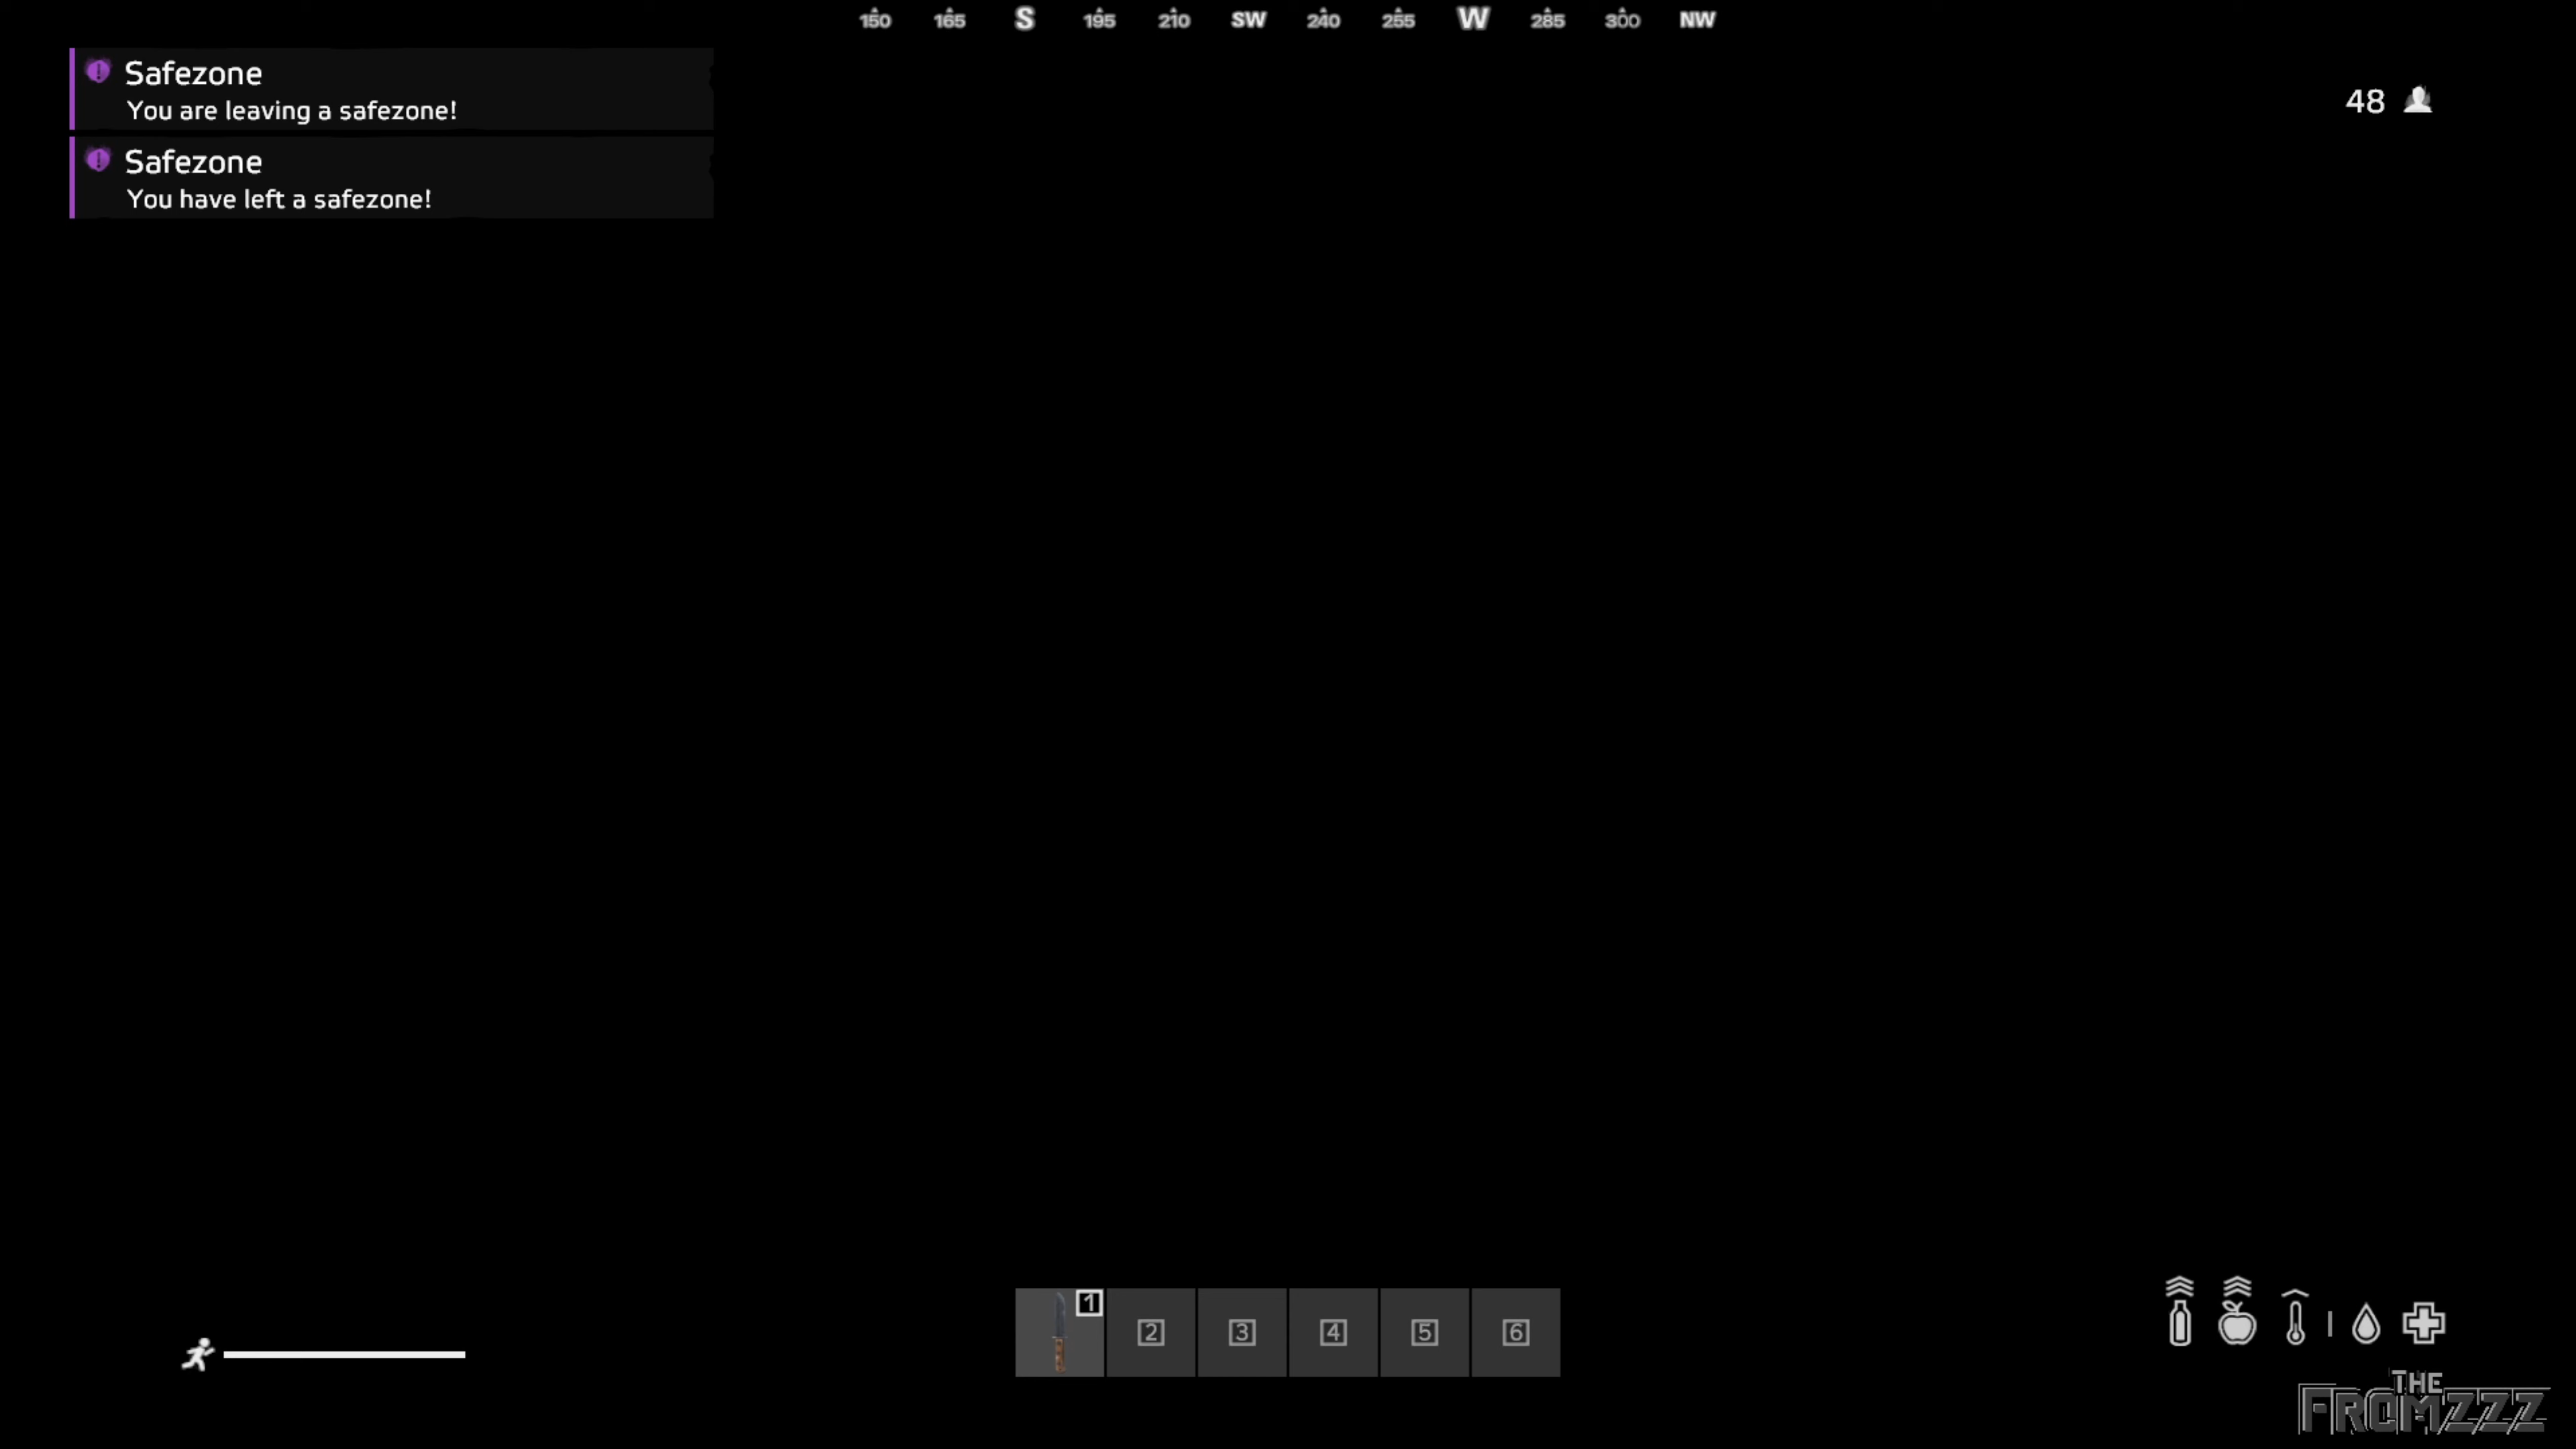 150 165 S 195 210 SW 240 255 W 285 300 NW
Safezone
You are leaving a safezone!
Safezone
You have left a safezone!
48
1 2 3 4 5 6
THE
FROMZZZ